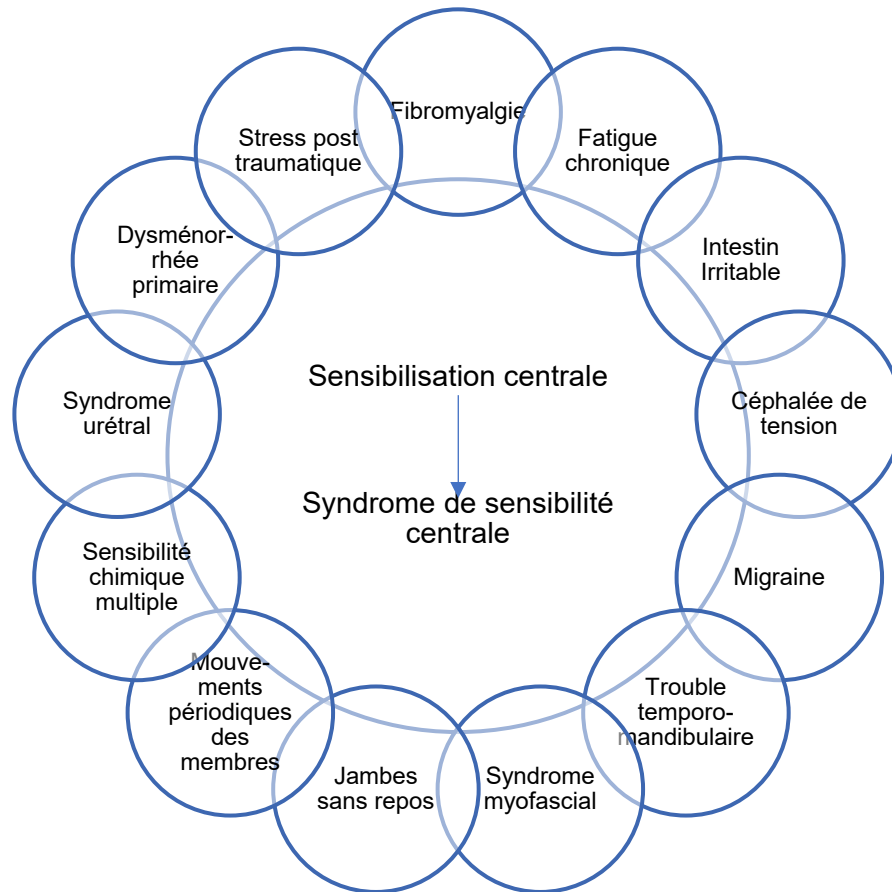 Fibromyalgie
Fatigue
chronique
Intestin
Irritable
Céphalée de
tension
Migraine
Trouble
temporo-
mandibulaire
Syndrome
myofascial
Jambes
sans repos
Mouve-
ments
périodiques
des
membres
Sensibilité
chimique
multiple
Syndrome
urétral
Dysménor-
rhée
primaire
Stress post
traumatique
Sensibilisation centrale
Syndrome de sensibilité
centrale